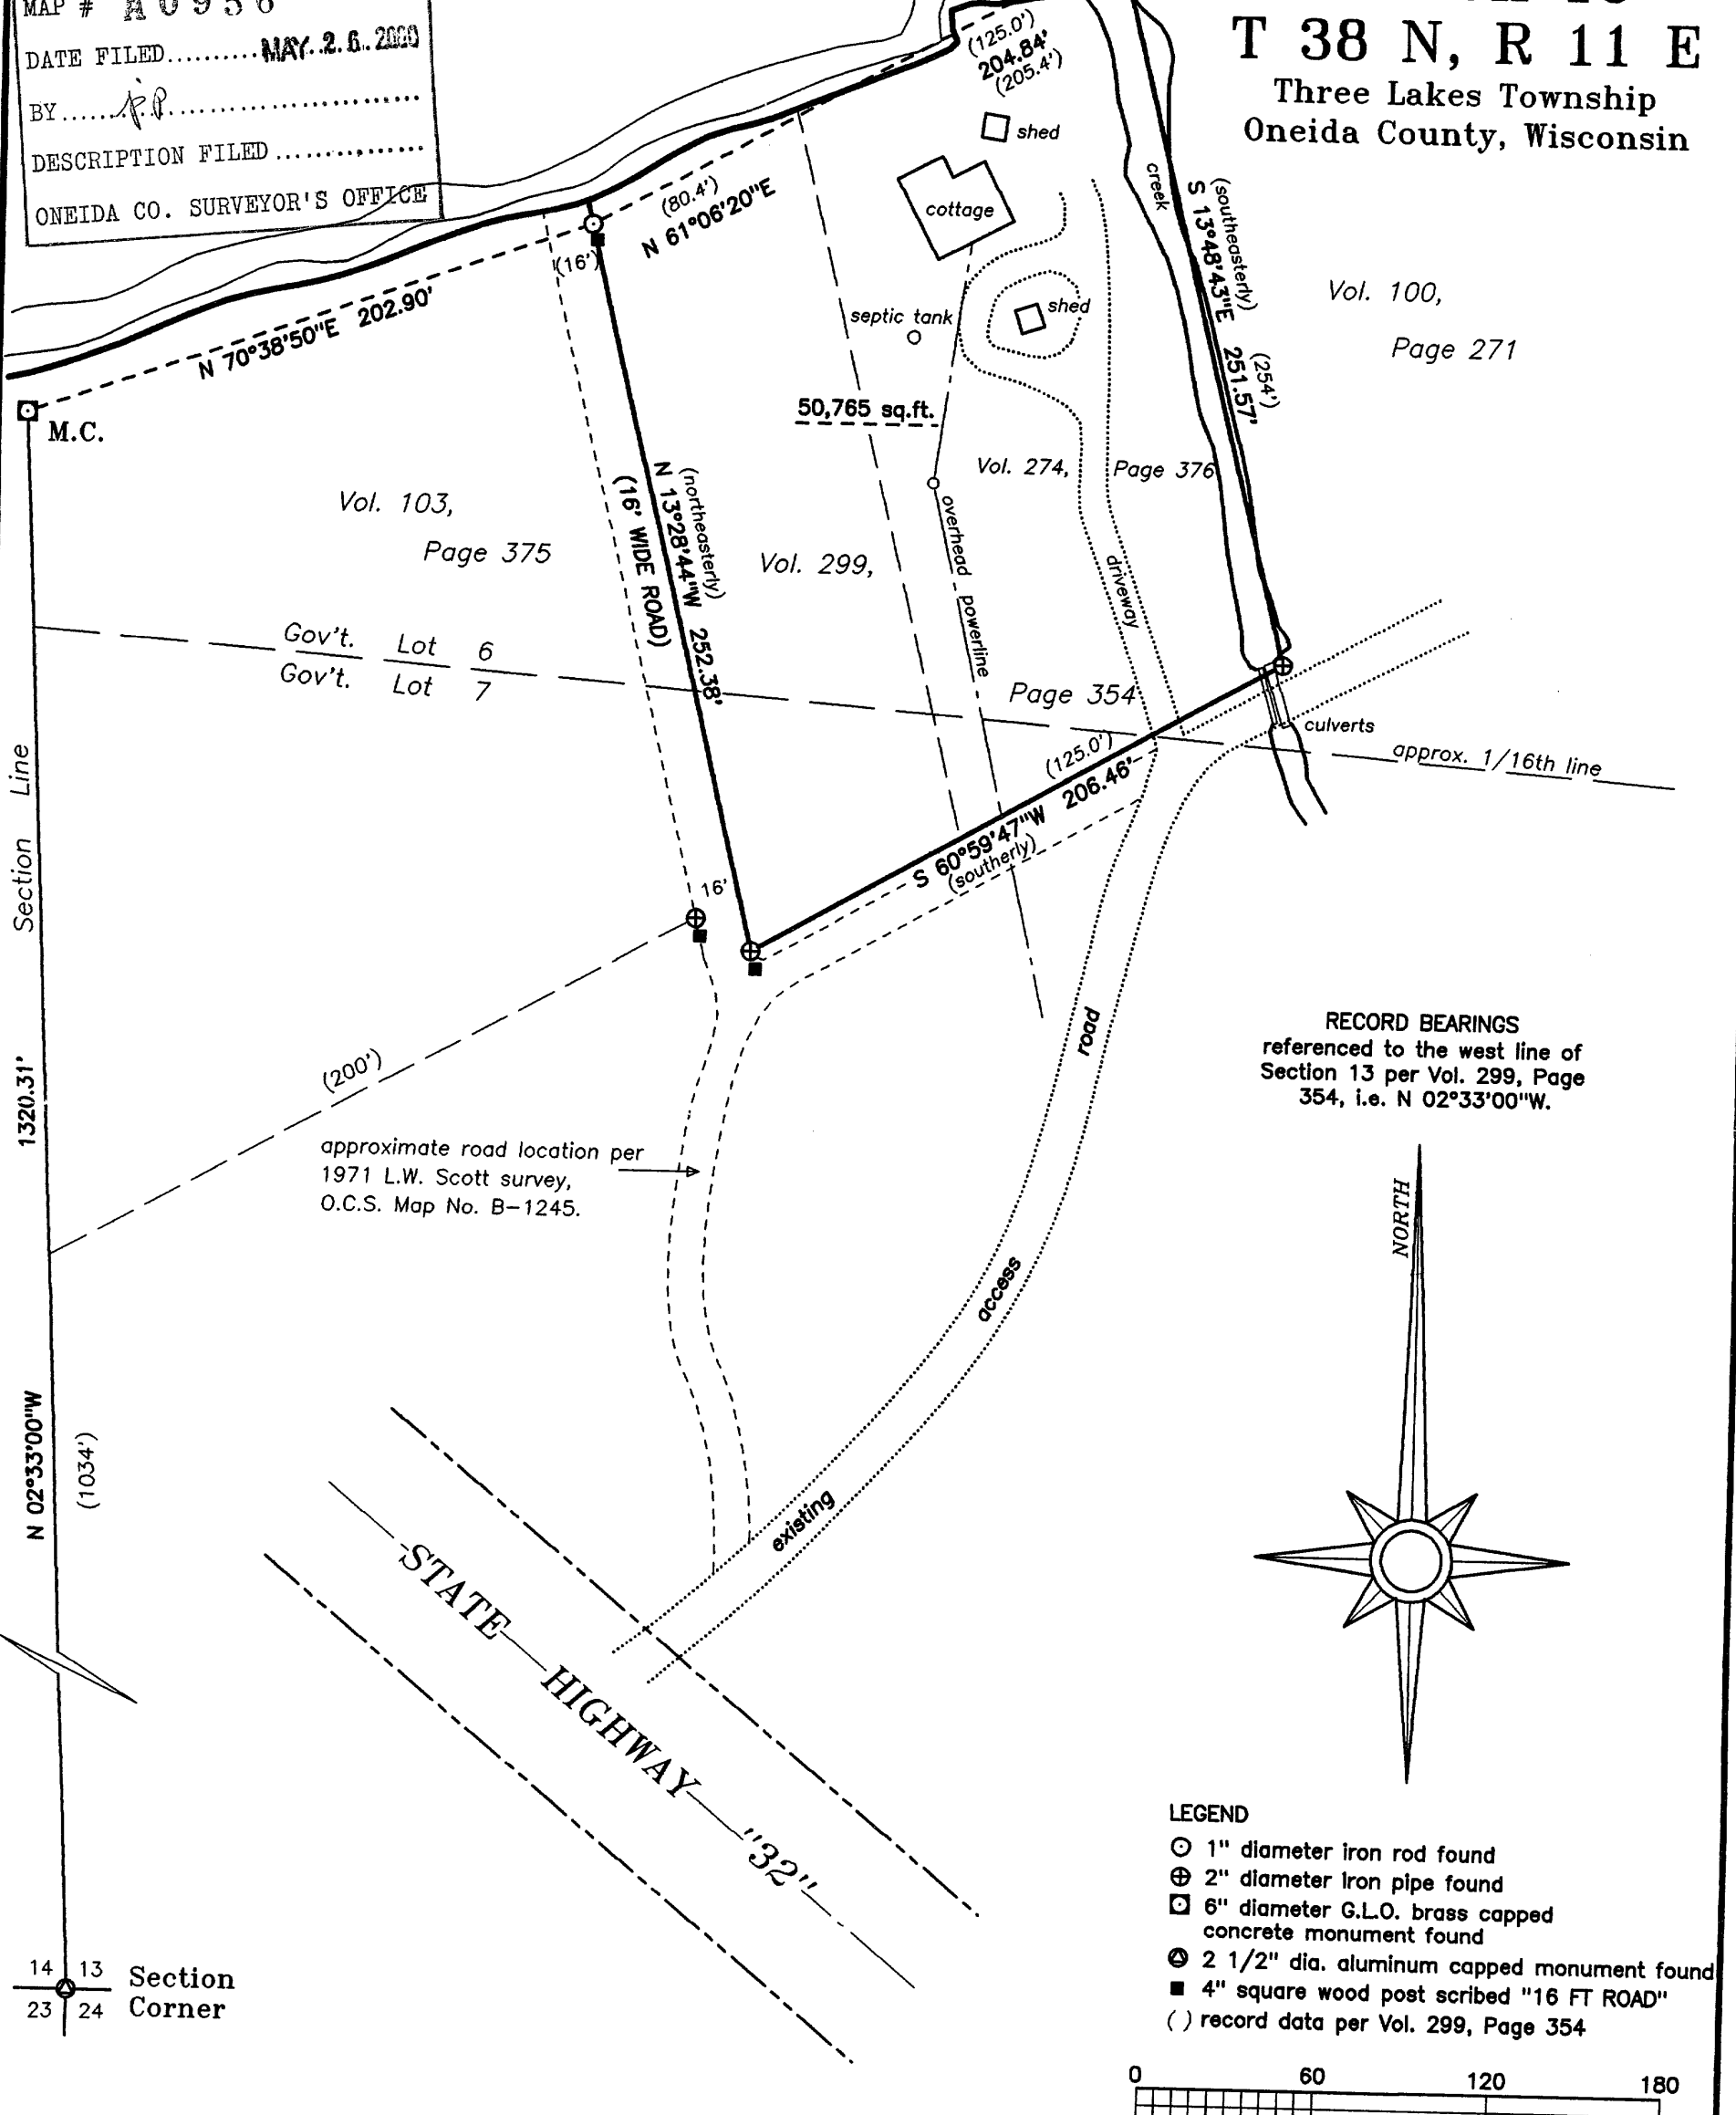 MAP # A0956
DATE FILED.......... MAY. 2 6. 2000
BY
DESCRIPTION FILED ...............
ONEIDA CO. SURVEYOR'S OFFICE
T 38 N, R 11 E
Three Lakes Township
Oneida County, Wisconsin
(125.0')
204.84'
(205.4')
shed
cottage
creek
(southeasterly)
S 13°48'43"E 251.57'
(254')
(80.4')
N 61°06'20"E
(16')
N 70°38'50"E 202.90'
M.C.
Vol. 100,
Page 271
septic tank
shed
50,765 sq.ft.
Vol. 274, Page 376
Vol. 103,
Page 375
(northeasterly)
N 13°28'44"W 252.38'
(16' WIDE ROAD)
Vol. 299,
Page 354
overhead powerline
driveway
Gov't. Lot 6
Gov't. Lot 7
culverts
approx. 1/16th line
(125.0')
S 60°59'47"W 206.46'
(southerly)
16'
Section Line
1320.31'
N 02°33'00"W
(1034')
(200')
approximate road location per
1971 L.W. Scott survey,
O.C.S. Map No. B-1245.
existing access road
RECORD BEARINGS
referenced to the west line of
Section 13 per Vol. 299, Page
354, i.e. N 02°33'00"W.
NORTH
STATE HIGHWAY "32"
14 13
23 24
Section
Corner
LEGEND
1" diameter iron rod found
2" diameter iron pipe found
6" diameter G.L.O. brass capped
concrete monument found
2 1/2" dia. aluminum capped monument found
4" square wood post scribed "16 FT ROAD"
( ) record data per Vol. 299, Page 354
0 60 120 180